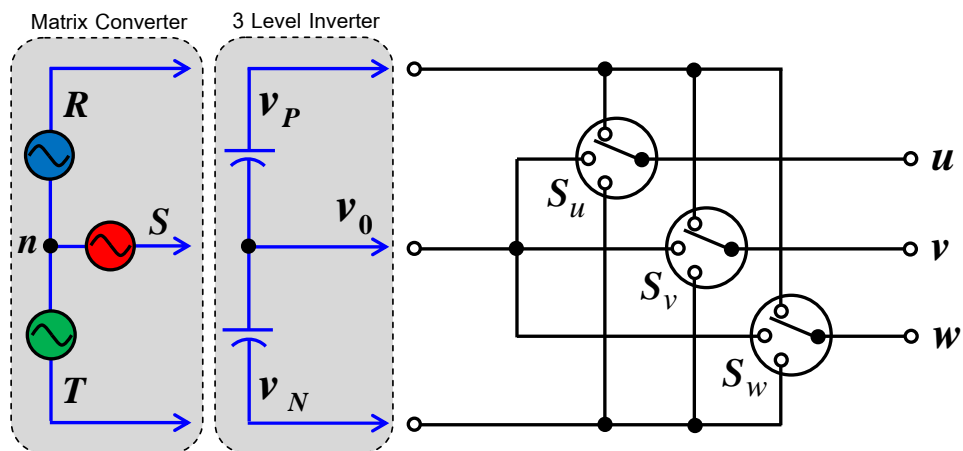 Matrix Converter
3 Level Inverter
R
v_P
S_u
u
n
S
v_0
S_v
v
S_w
w
T
v_N